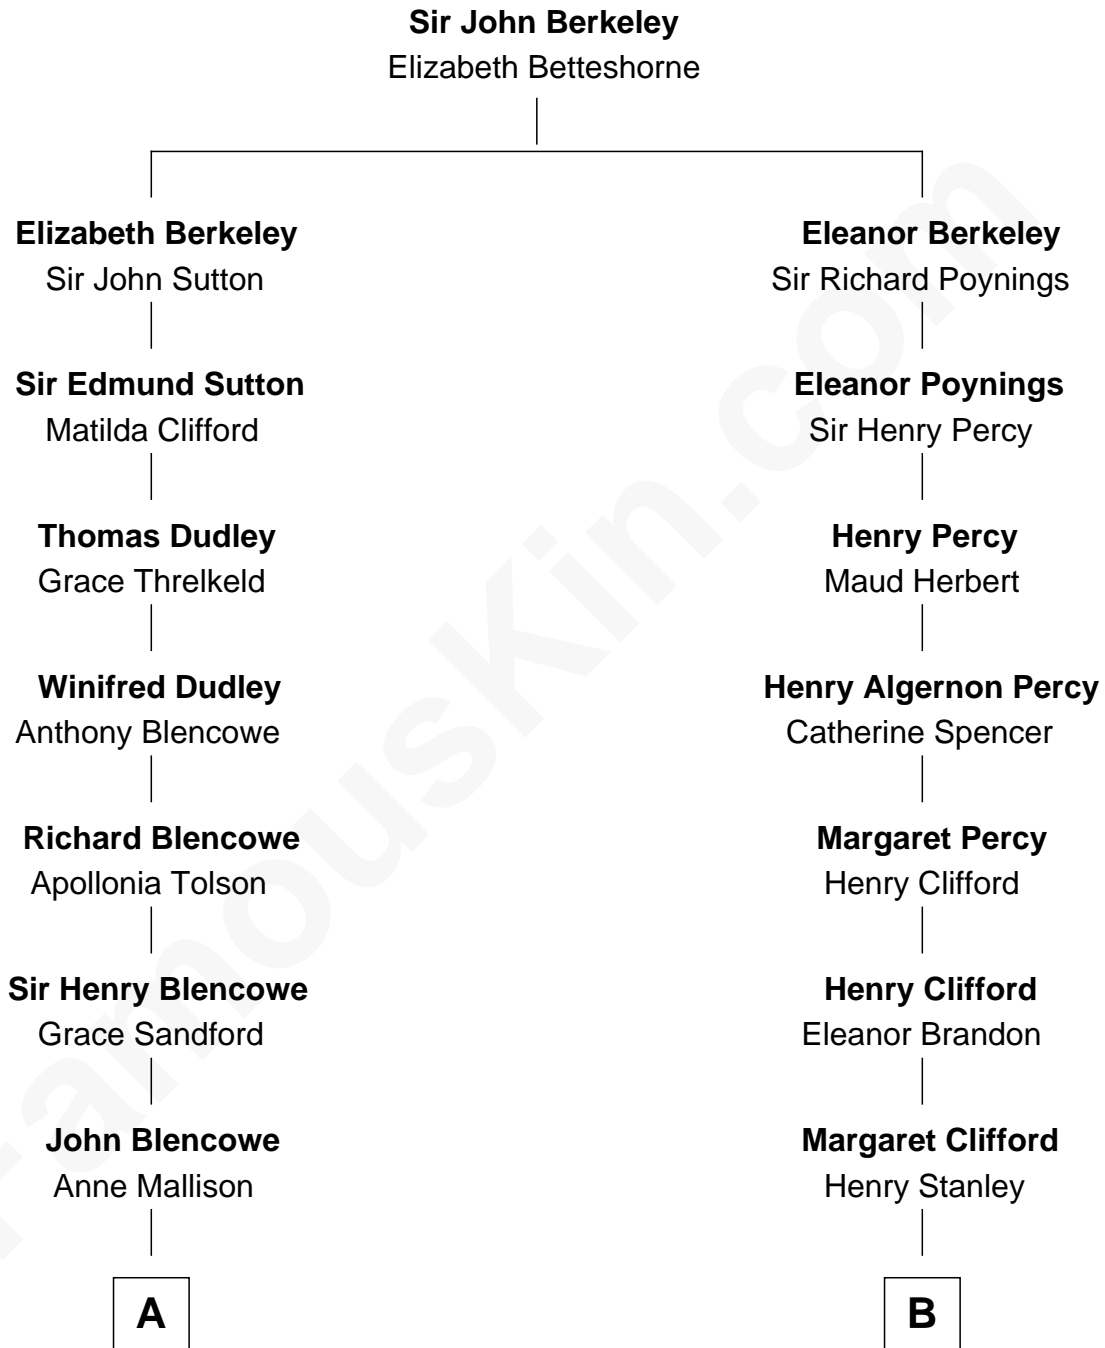 Sir John Berkeley
Elizabeth Betteshorne
Elizabeth Berkeley
Sir John Sutton
Eleanor Berkeley
Sir Richard Poynings
Sir Edmund Sutton
Matilda Clifford
Eleanor Poynings
Sir Henry Percy
Thomas Dudley
Grace Threlkeld
Henry Percy
Maud Herbert
Winifred Dudley
Anthony Blencowe
Henry Algernon Percy
Catherine Spencer
Richard Blencowe
Apollonia Tolson
Margaret Percy
Henry Clifford
Sir Henry Blencowe
Grace Sandford
Henry Clifford
Eleanor Brandon
John Blencowe
Anne Mallison
Margaret Clifford
Henry Stanley
A
B
FamousKin.com